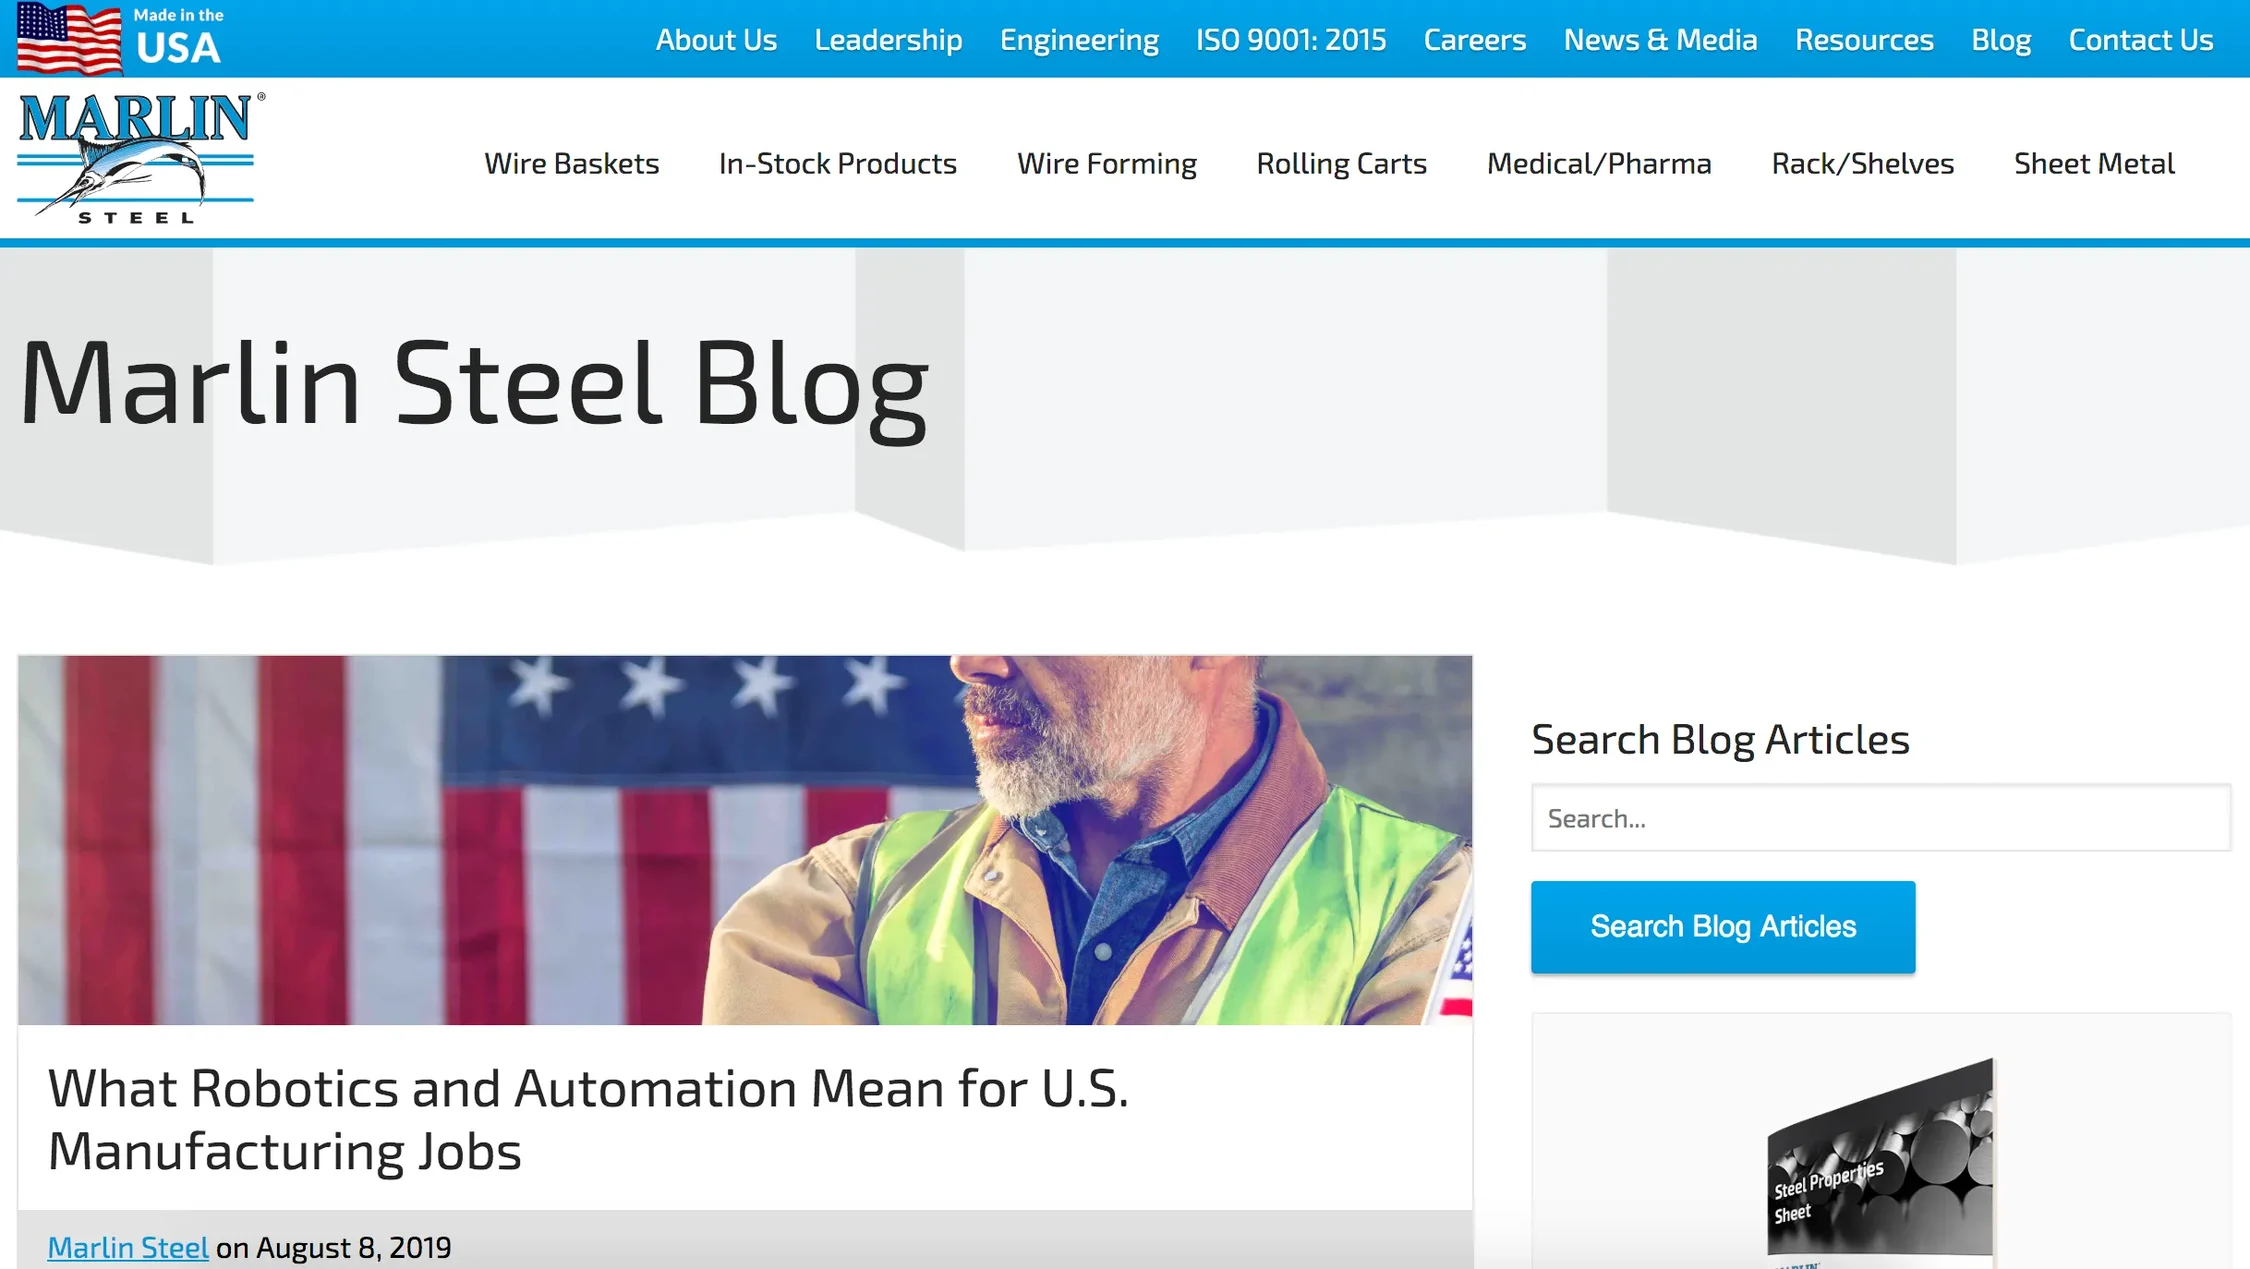 Made in the
USA
About Us Leadership Engineering ISO 9001: 2015 Careers News & Media Resources Blog Contact Us
MARLIN®
STEEL
Wire Baskets In-Stock Products Wire Forming Rolling Carts Medical/Pharma Rack/Shelves Sheet Metal
Marlin Steel Blog
Search Blog Articles
Search...
Search Blog Articles
What Robotics and Automation Mean for U.S.
Manufacturing Jobs
Marlin Steel on August 8, 2019
Steel Properties
Sheet
MARLIN